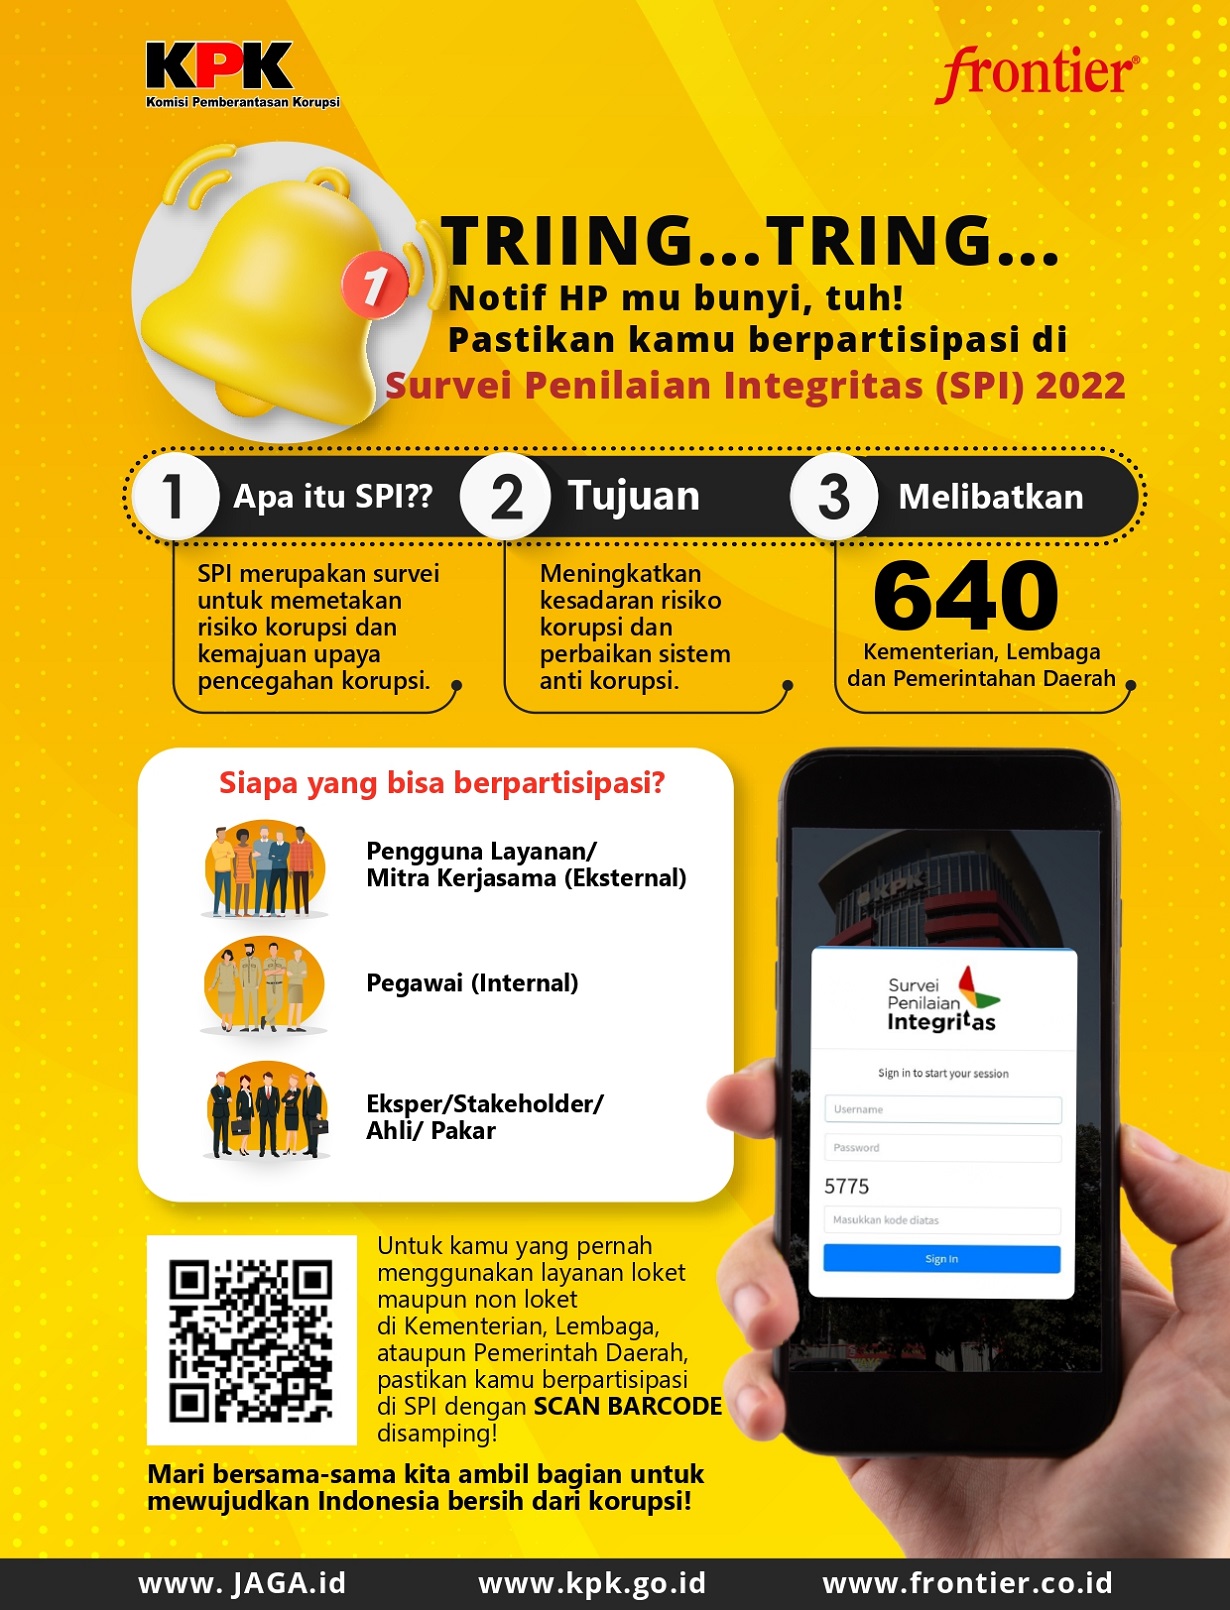 KPK
Komisi Pemberantasan Korupsi
frontier®
1
TRIING...TRING...
Notif HP mu bunyi, tuh!
Pastikan kamu berpartisipasi di
Survei Penilaian Integritas (SPI) 2022
1 Apa itu SPI??
SPI merupakan survei
untuk memetakan
risiko korupsi dan
kemajuan upaya
pencegahan korupsi.
2 Tujuan
Meningkatkan
kesadaran risiko
korupsi dan
perbaikan sistem
anti korupsi.
3 Melibatkan
640
Kementerian, Lembaga
dan Pemerintahan Daerah
Siapa yang bisa berpartisipasi?
Pengguna Layanan/
Mitra Kerjasama (Eksternal)
Pegawai (Internal)
Eksper/Stakeholder/
Ahli/ Pakar
KPK
Survei
Penilaian
Integritas
Sign in to start your session
Username
Password
5775
Masukkan kode diatas
Sign In
Untuk kamu yang pernah
menggunakan layanan loket
maupun non loket
di Kementerian, Lembaga,
ataupun Pemerintah Daerah,
pastikan kamu berpartisipasi
di SPI dengan SCAN BARCODE
disamping!
Mari bersama-sama kita ambil bagian untuk
mewujudkan Indonesia bersih dari korupsi!
www. JAGA.id
www.kpk.go.id
www.frontier.co.id